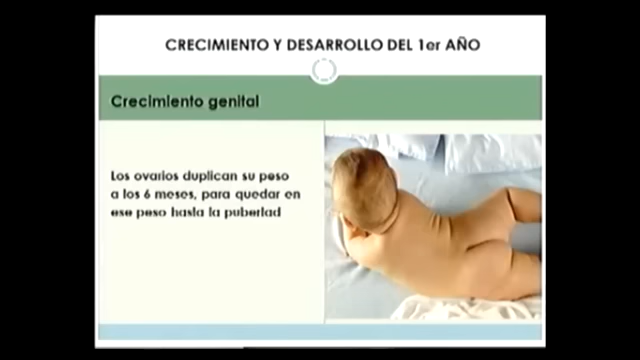 CRECIMIENTO Y DESARROLLO DEL 1er AÑO
Crecimiento genital
Los ovarios duplican su peso
a los 6 meses, para quedar en
ese peso hasta la pubertad